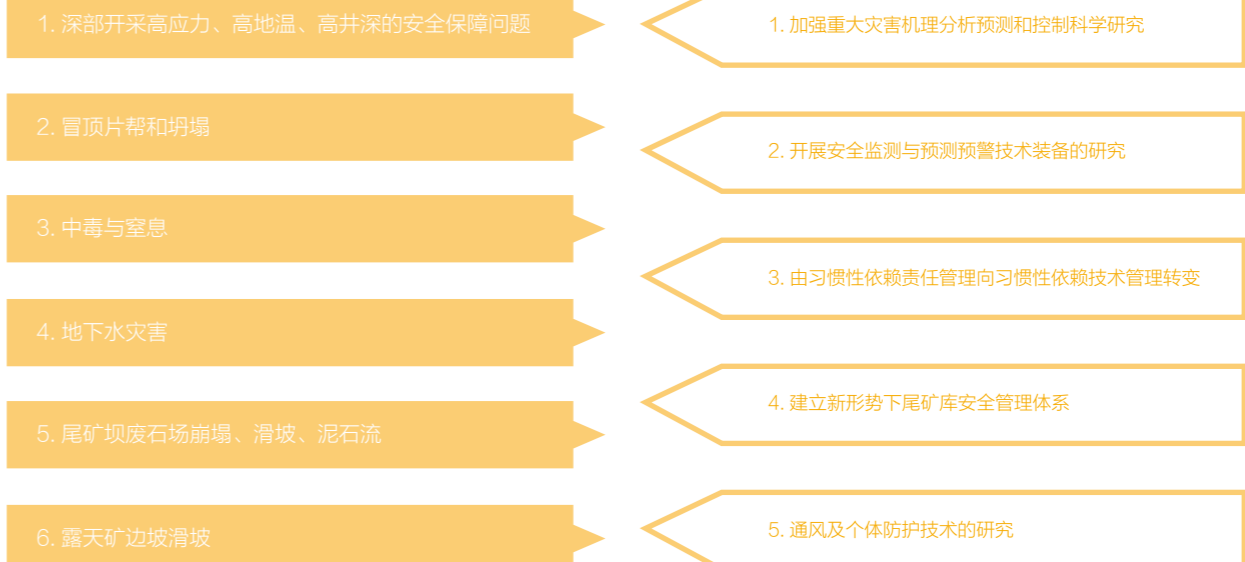 1. 深部开采高应力、高地温、高井深的安全保障问题
2. 冒顶片帮和坍塌
3. 中毒与窒息
4. 地下水灾害
5. 尾矿坝废石场崩塌、滑坡、泥石流
6. 露天矿边坡滑坡
1. 加强重大灾害机理分析预测和控制科学研究
2. 开展安全监测与预测预警技术装备的研究
3. 由习惯性依赖责任管理向习惯性依赖技术管理转变
4. 建立新形势下尾矿库安全管理体系
5. 通风及个体防护技术的研究